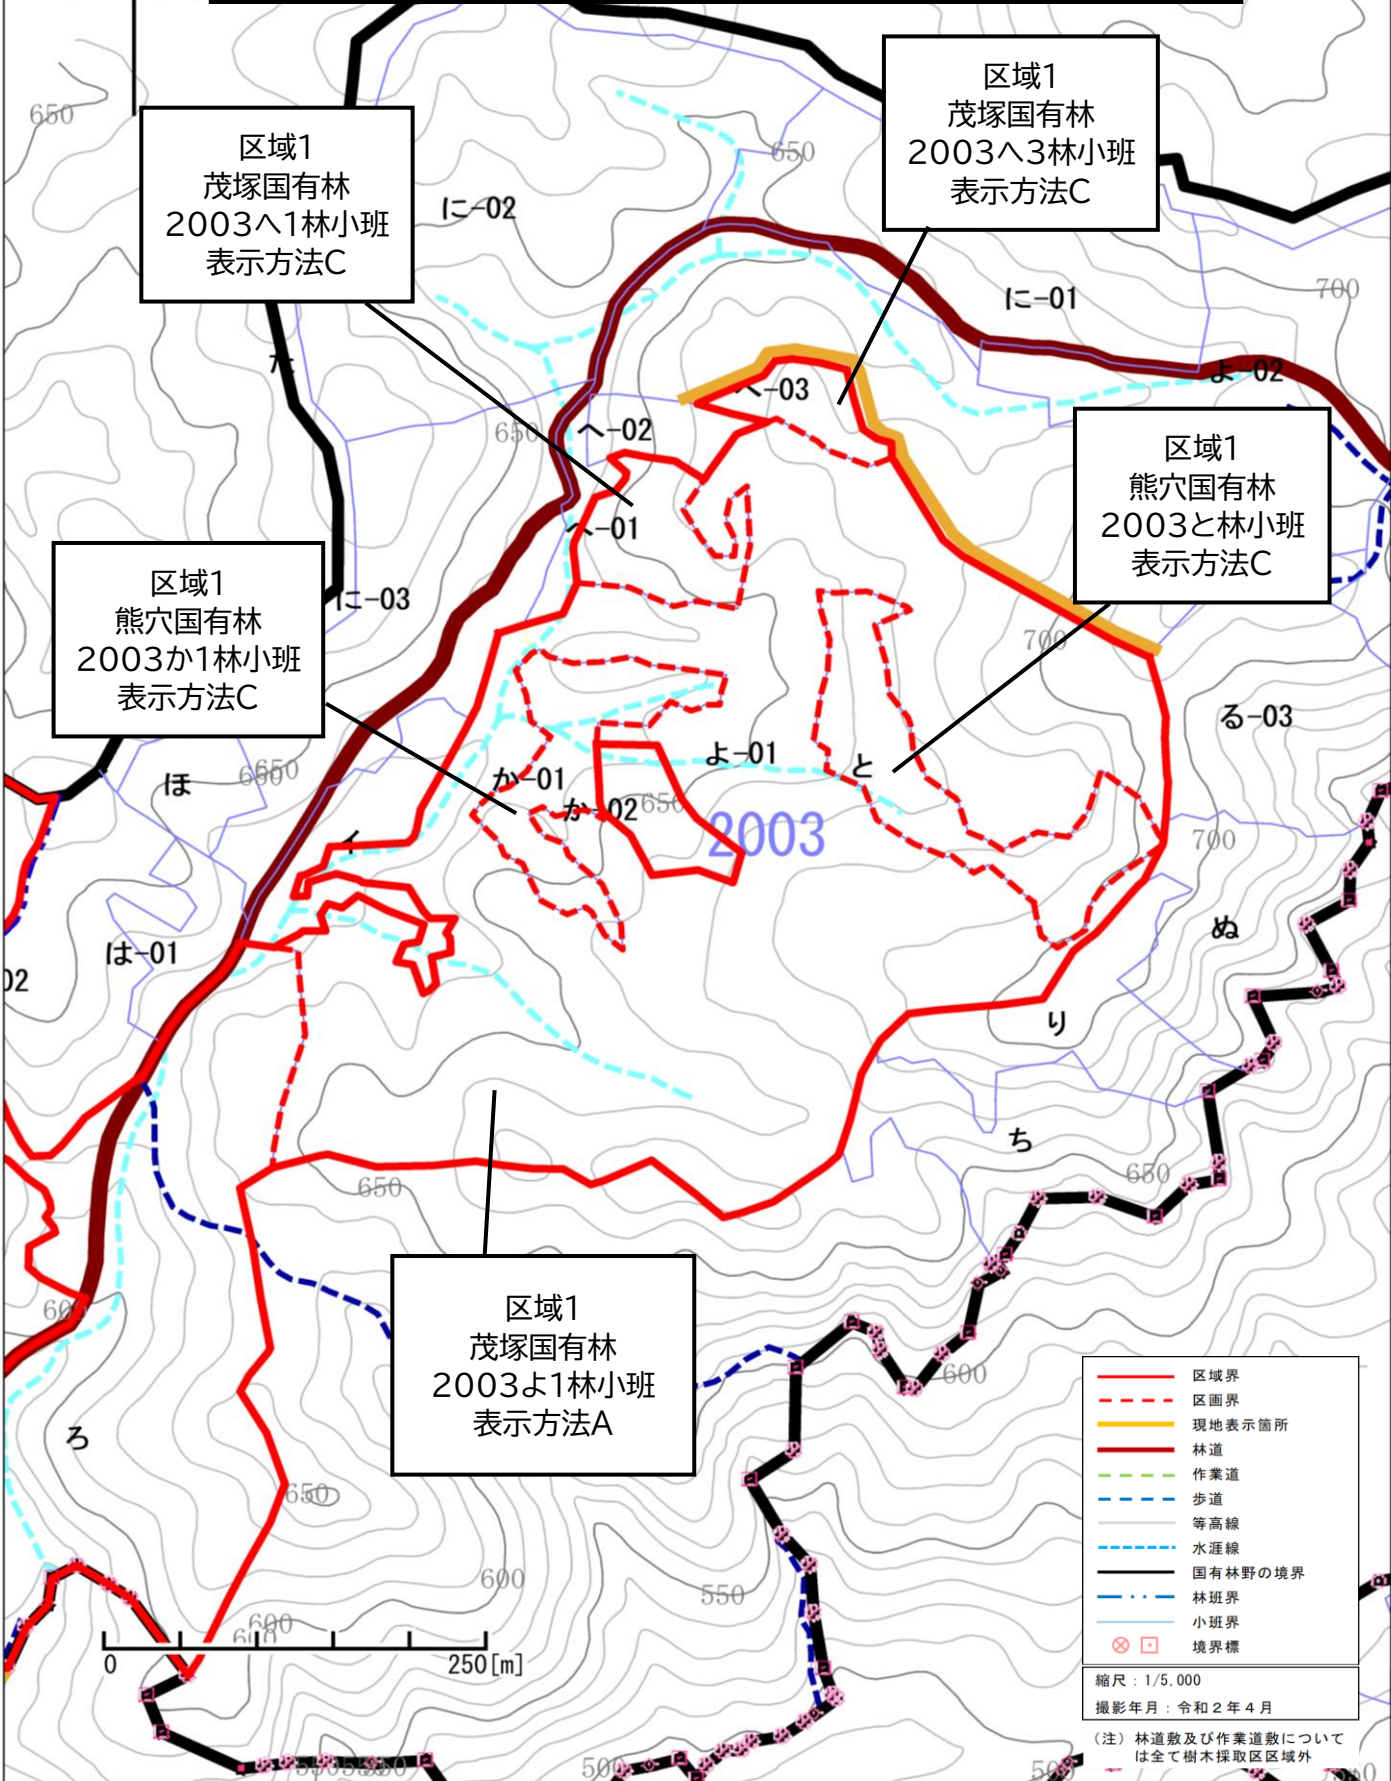 650
区域1
茂塚国有林
2003へ3林小班
表示方法C
650
区域1
茂塚国有林
2003へ1林小班
表示方法C
に-02
に-01
700
た
よ-02
へ-03
650
へ-02
区域1
熊穴国有林
2003と林小班
表示方法C
へ-01
区域1
熊穴国有林
2003か1林小班
表示方法C
に-03
700
る-03
よ-01
と
ほ
650
650
か-01
か-02
650
2003
イ
700
ぬ
は-01
02
り
ち
650
650
区域1
茂塚国有林
2003よ1林小班
表示方法A
600
600
ろ
650
600
550
600
600
0
250[m]
区域界
区画界
現地表示箇所
林道
作業道
歩道
等高線
水涯線
国有林野の境界
林班界
小班界
境界標
縮尺：1/5,000
撮影年月：令和２年４月
（注）林道敷及び作業道敷について
は全て樹木採取区区域外